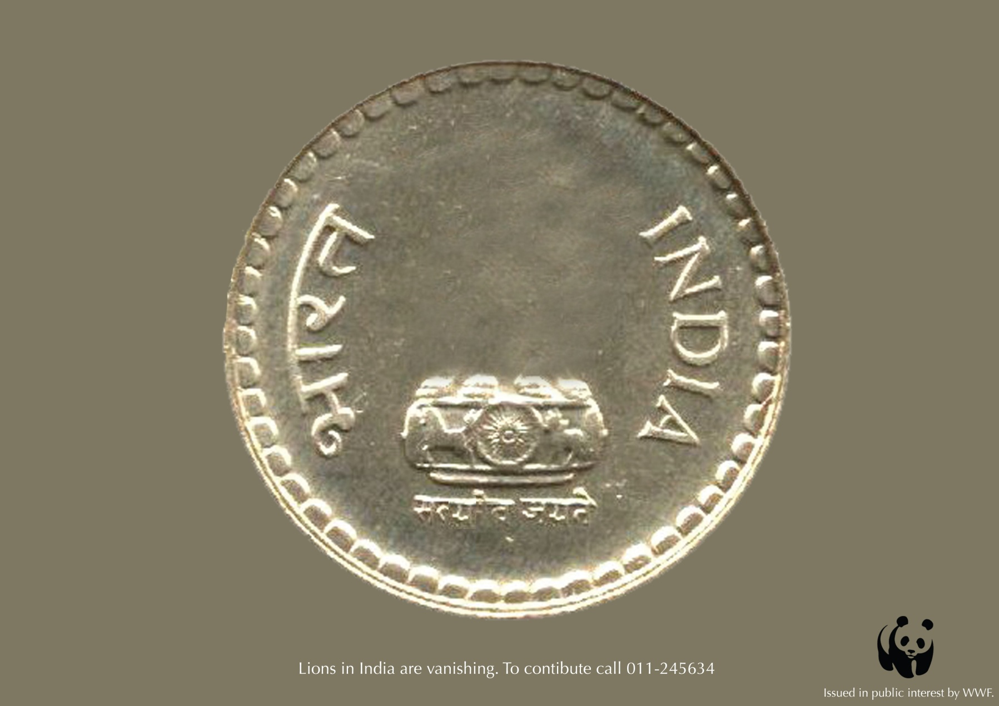 भारत
INDIA
सत्यमेव जयते
Lions in India are vanishing. To contibute call 011-245634
Issued in public interest by WWF.